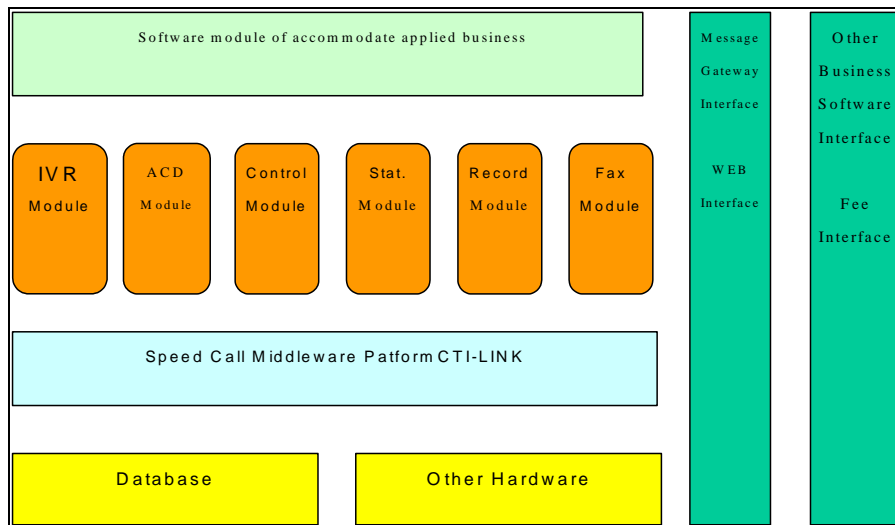 Software module of accommodate applied business
Message
Gateway
Interface
WEB
Interface
Other
Business
Software
Interface
Fee
Interface
IVR
Module
ACD
Module
Control
Module
Stat.
Module
Record
Module
Fax
Module
Speed Call Middleware Patform CTI-LINK
Database
Other Hardware